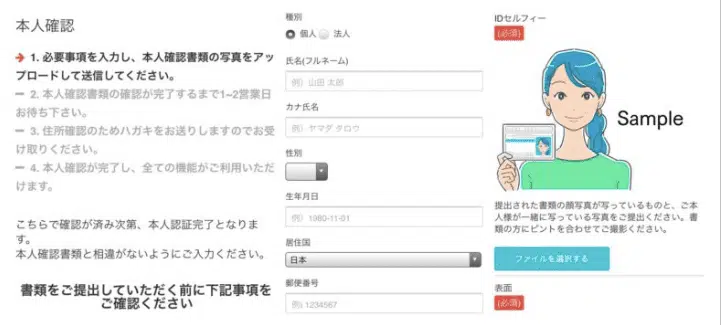 本人確認
→ 1. 必要事項を入力し、本人確認書類の写真をアッ
プロードして送信してください。
ー 2. 本人確認書類の確認が完了するまで1~2営業日
お待ち下さい。
ー 3. 住所確認のためハガキをお送りしますのでお受
け取りください。
ー 4. 本人確認が完了し、全ての機能がご利用いただ
けます。
こちらで確認が済み次第、本人認証完了となりま
す。
本人確認書類と相違がないようにご入力ください。
書類をご提出していただく前に下記事項を
ご確認ください
種別
個人 法人
氏名(フルネーム)
例）山田 太郎
カナ氏名
例）ヤマダ タロウ
性別
生年月日
例）1980-11-01
居住国
日本
郵便番号
例) 1234567
IDセルフィー
(必須)
Sample
提出された書類の顔写真が写っているものと、ご本
人様が一緒に写っている写真をご提出ください。書
類の方にピントを合わせてご撮影ください。
ファイルを選択する
表面
(必須)